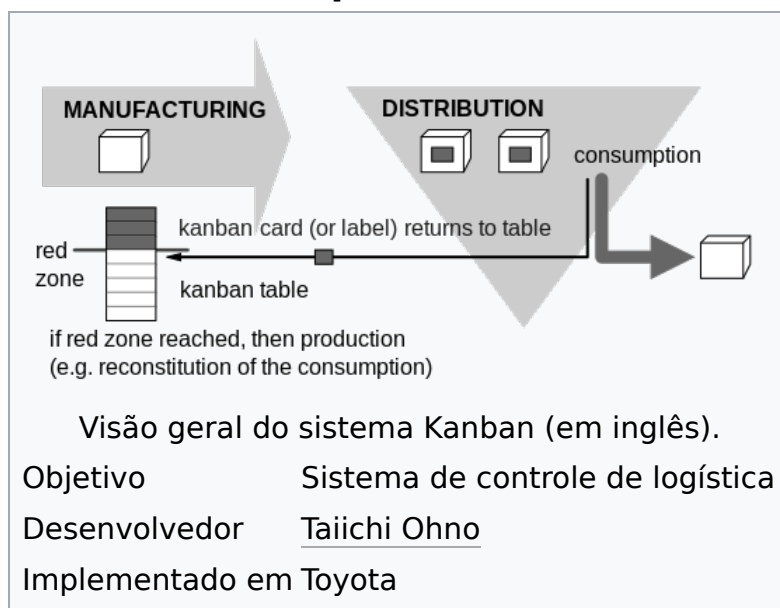 MANUFACTURING
DISTRIBUTION
consumption
kanban card (or label) returns to table
red
zone
kanban table
if red zone reached, then production
(e.g. reconstitution of the consumption)
Visão geral do sistema Kanban (em inglês).
Objetivo Sistema de controle de logística
Desenvolvedor Taiichi Ohno
Implementado em Toyota